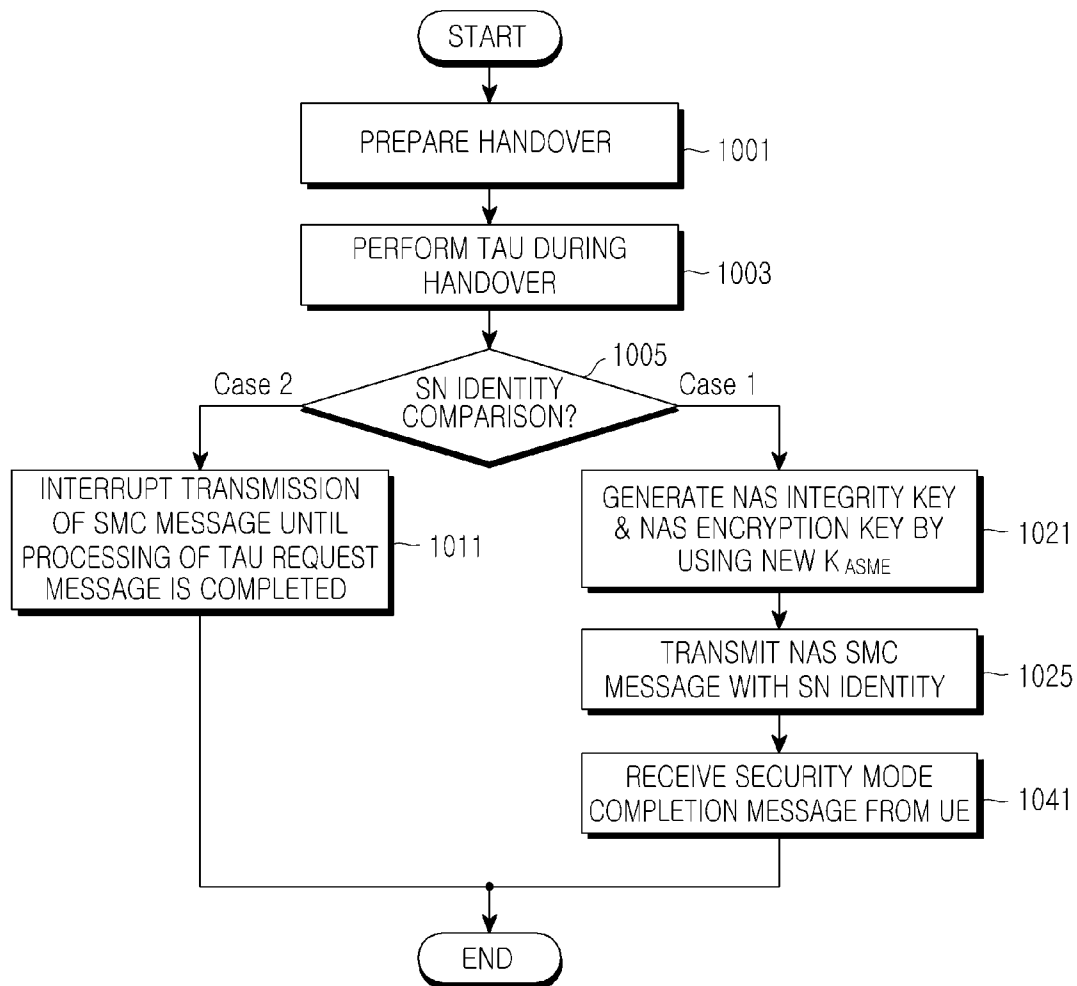 START
PREPARE HANDOVER
1001
PERFORM TAU DURING
HANDOVER
1003
1005
SN IDENTITY
COMPARISON?
Case 2
Case 1
INTERRUPT TRANSMISSION
OF SMC MESSAGE UNTIL
PROCESSING OF TAU REQUEST
MESSAGE IS COMPLETED
1011
GENERATE NAS INTEGRITY KEY
& NAS ENCRYPTION KEY BY
USING NEW K ASME
1021
TRANSMIT NAS SMC
MESSAGE WITH SN IDENTITY
1025
RECEIVE SECURITY MODE
COMPLETION MESSAGE FROM UE
1041
END